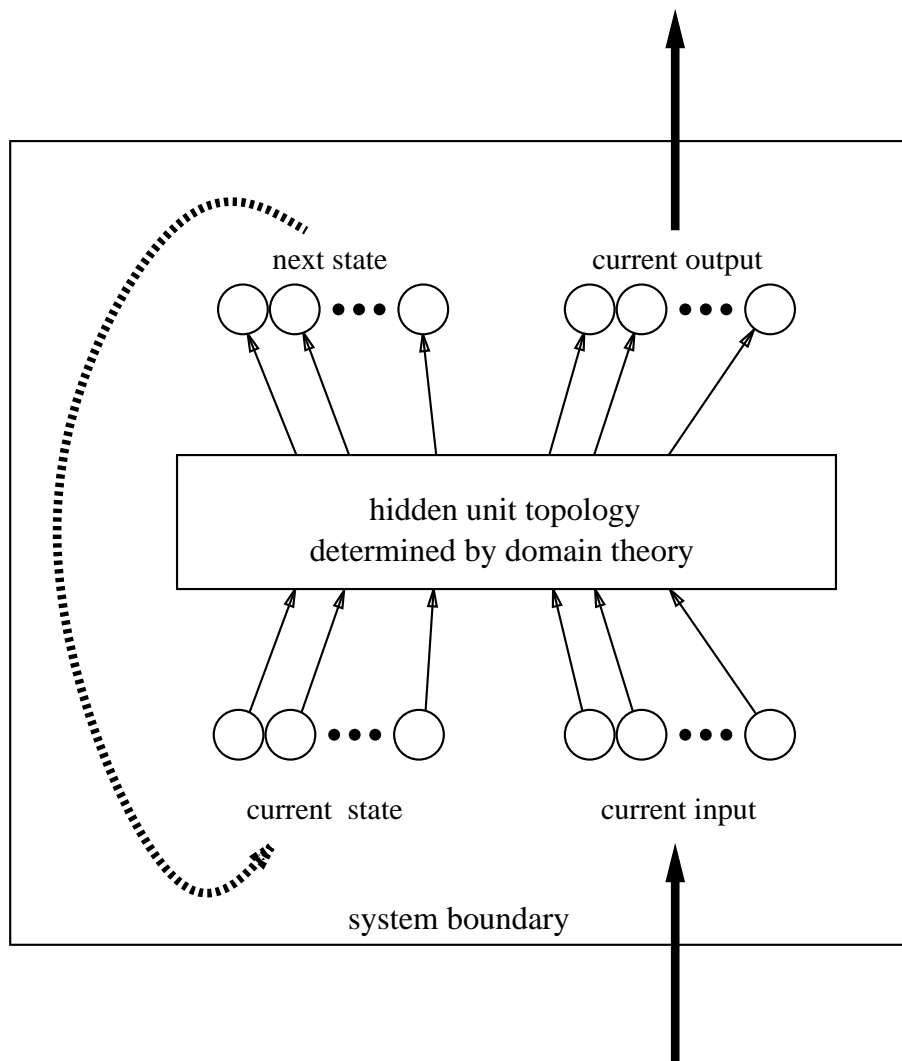 next state
current output
hidden unit topology
determined by domain theory
current state
current input
system boundary